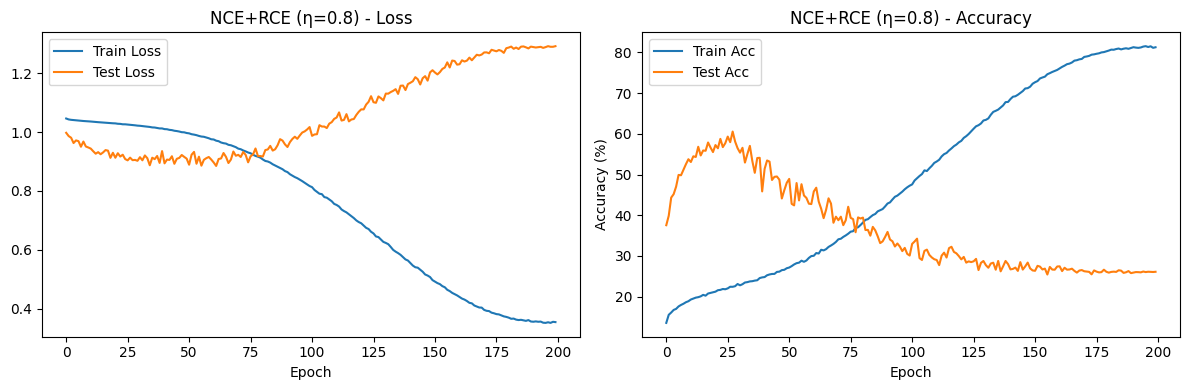 NCE+RCE (η=0.8) - Loss
Train Loss
Test Loss
1.2
1.0
0.8
0.6
0.4
0 25 50 75 100 125 150 175 200
Epoch
NCE+RCE (η=0.8) - Accuracy
Train Acc
Test Acc
Accuracy (%)
80
70
60
50
40
30
20
0 25 50 75 100 125 150 175 200
Epoch